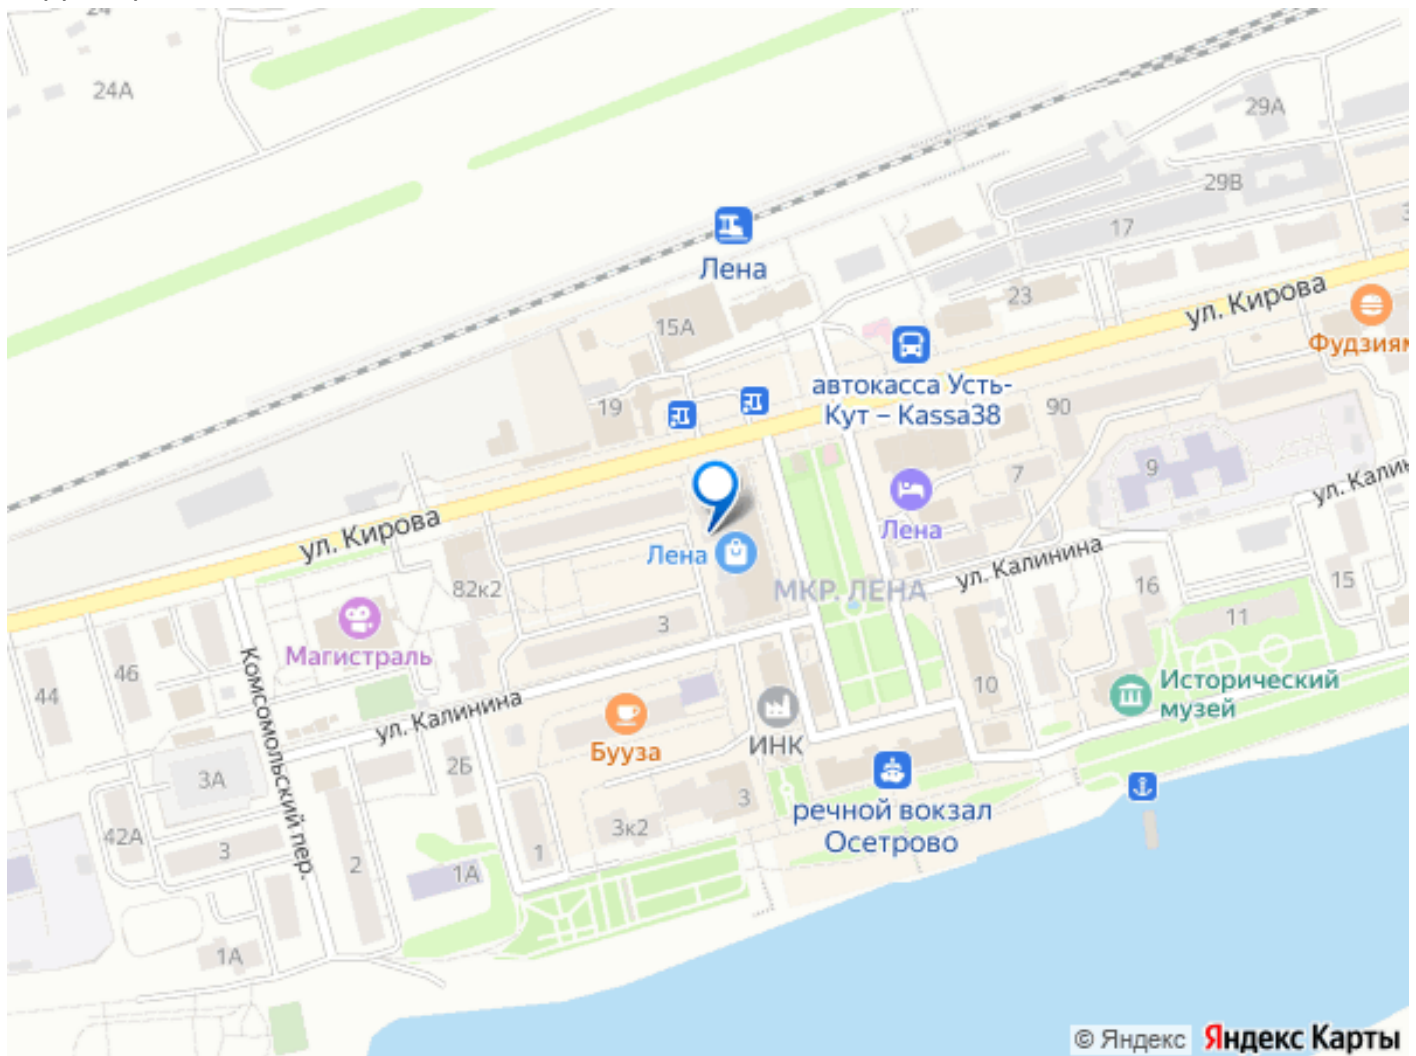 24
24А
29А
29В
17
Лена
23
ул. Кирова
15А
Фудзиям
автокасса Усть-
Кут – Kassa38
19
90
9
7
ул. Калин
ул. Кирова
Лена
Лена
ул. Калинина
МКР. ЛЕНА
82к2
16
15
3
11
Магистраль
46
44
Комсомольский пер.
10
Исторический
музей
ул. Калинина
ИНК
Бууза
2Б
3А
3
речной вокзал
Осетрово
3к2
42А
3
2
1
1А
1А
© Яндекс Яндекс Карты